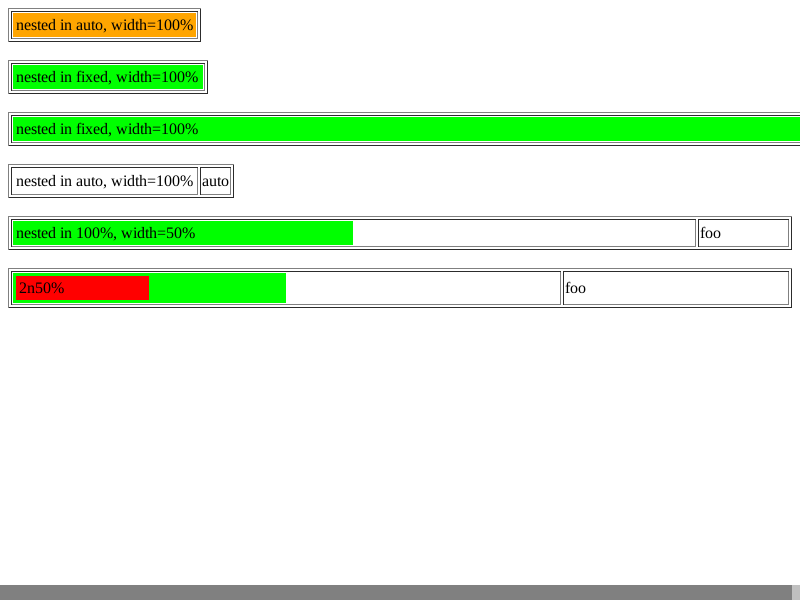 nested in auto, width=100%
nested in fixed, width=100%
nested in fixed, width=100%
nested in auto, width=100% auto
nested in 100%, width=50% foo
2n50% foo